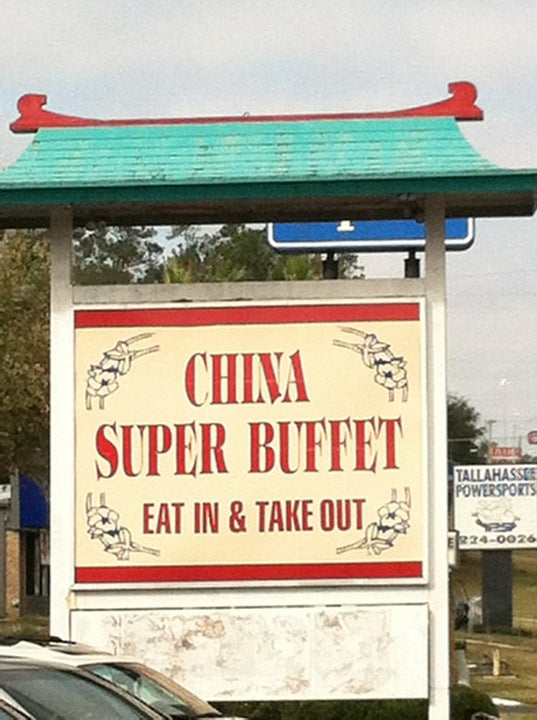 CHINA
SUPER BUFFET
EAT IN & TAKE OUT
TALLAHASSEE
POWERSPORTS
224-0026